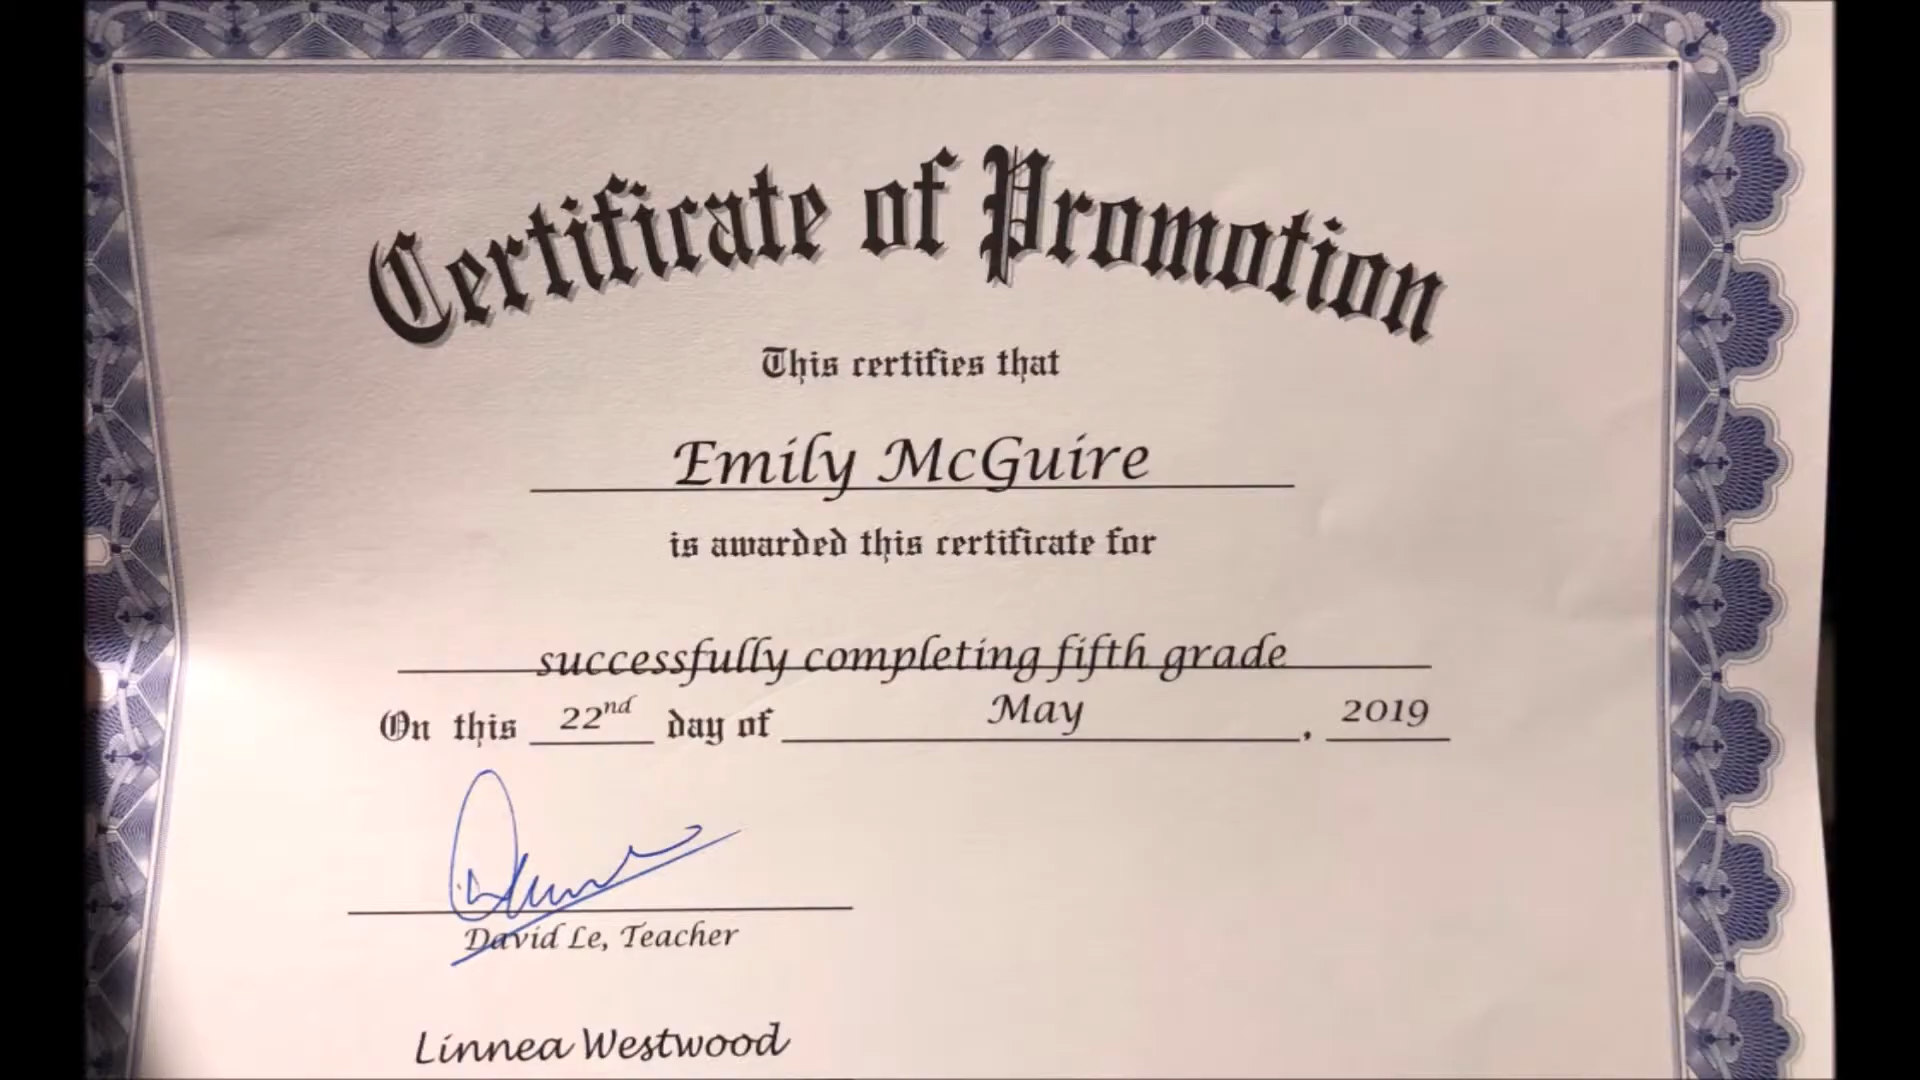 Certificate of Promotion
This certifies that
Emily McGuire
is awarded this certificate for
successfully completing fifth grade
On this 22nd day of May, 2019
David Le, Teacher
Linnea Westwood